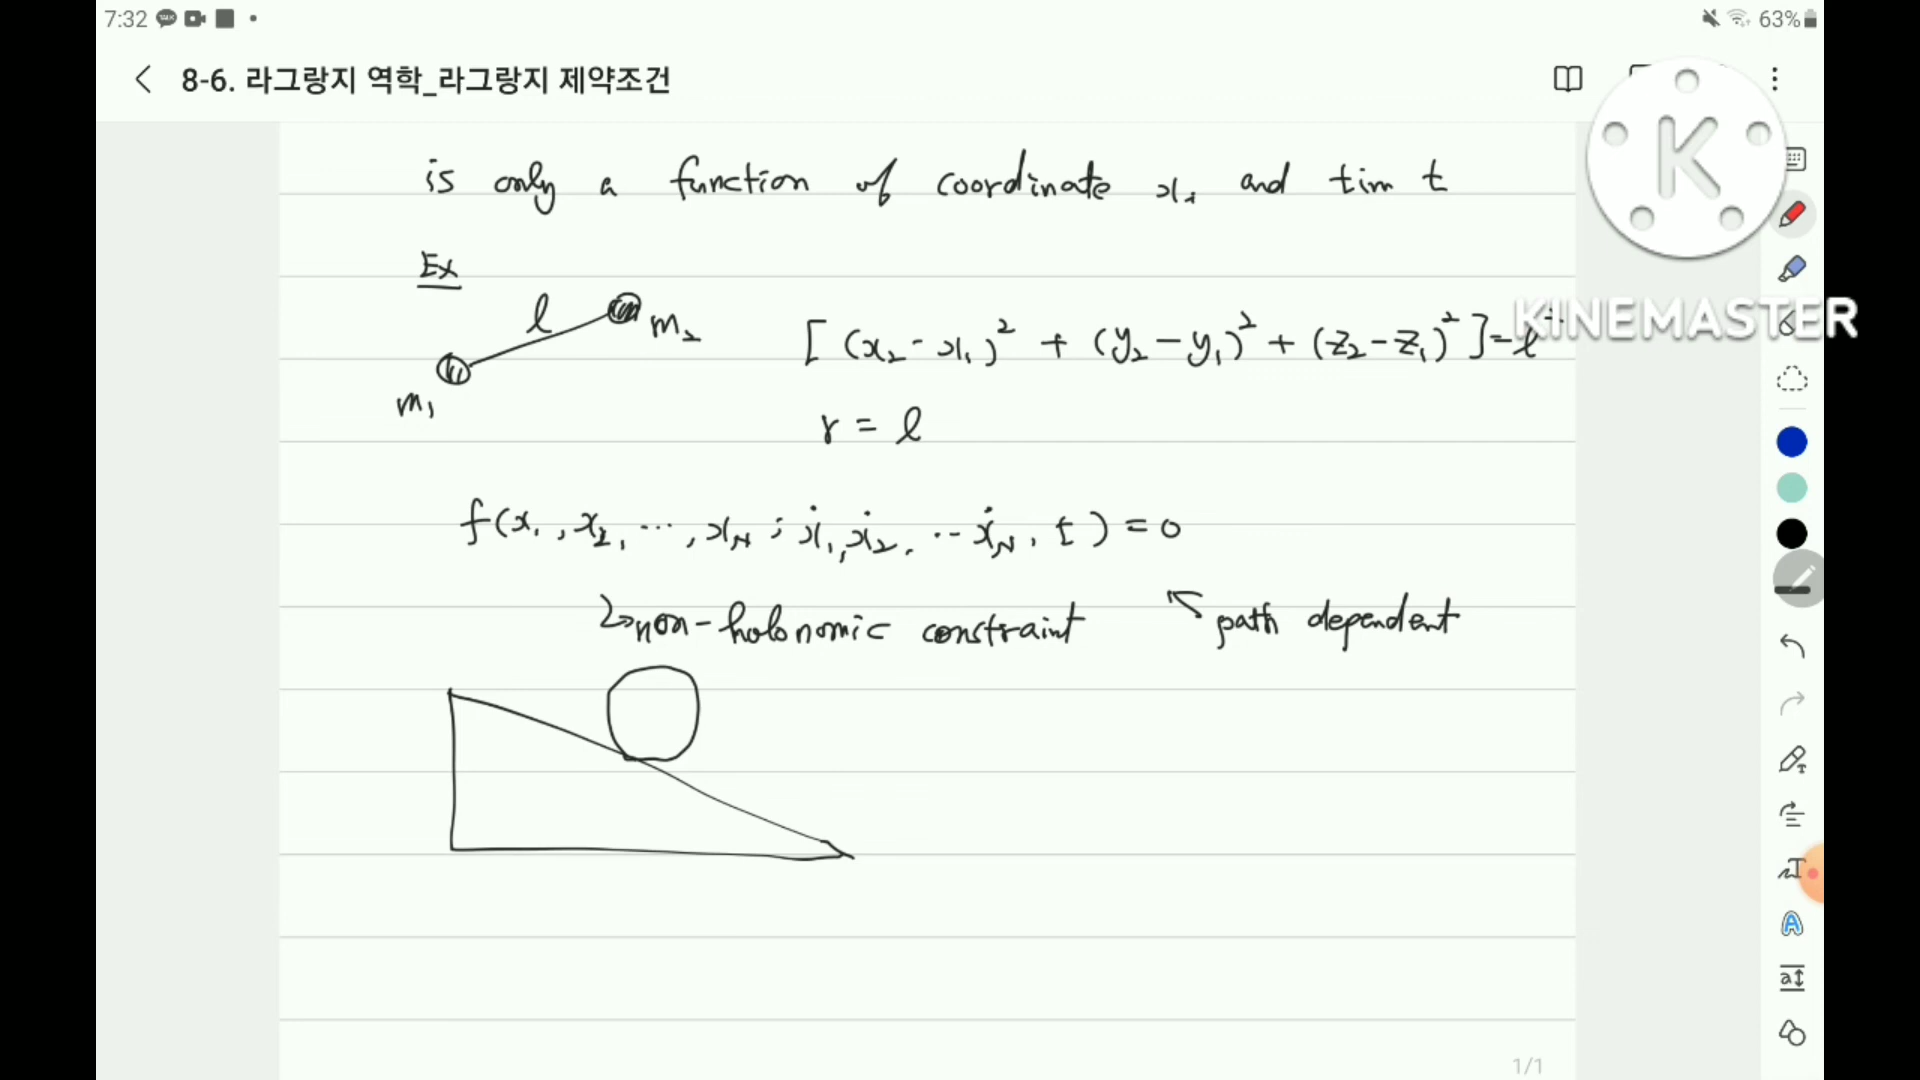 7:32 63%
8-6. 라그랑지 역학_라그랑지 제약조건
is only a function of coordinate x₁ and tim t
Ex
l
m₂
m₁
[(x₂-x₁)² + (y₂-y₁)² + (z₂-z₁)²]=l²
r = l
f(x₁, x₂, ..., x_N ; ẋ₁, ẋ₂, ... ẋ_N, t) = 0
non-holonomic constraint
path dependent
K
KINEMASTER
1/1